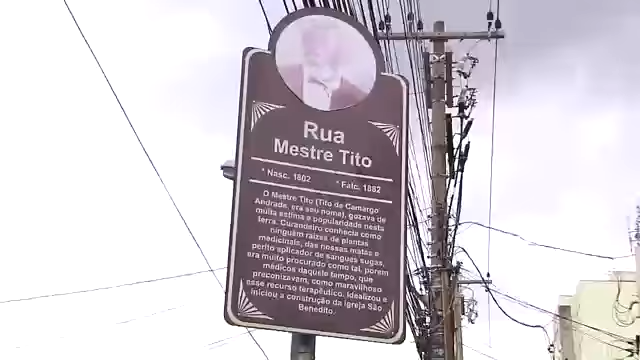 Rua
Mestre Tito
* Nasc. 1802 * Falc. 1882
O Mestre Tito (Tito de Camargo
Andrade, era seu nome), gozava de
muita estima e popularidade nesta
terra. Curandeiro conhecia como
ninguém raízes de plantas
medicinais, das nossas matas e
perito aplicador de sangues sugas,
era muito procurado como tal, porem
médicos daquele tempo, que
preconizavam, como maravilhoso
esse recurso terapêutico. Idealizou e
iniciou a construção da Igreja São
Benedito.